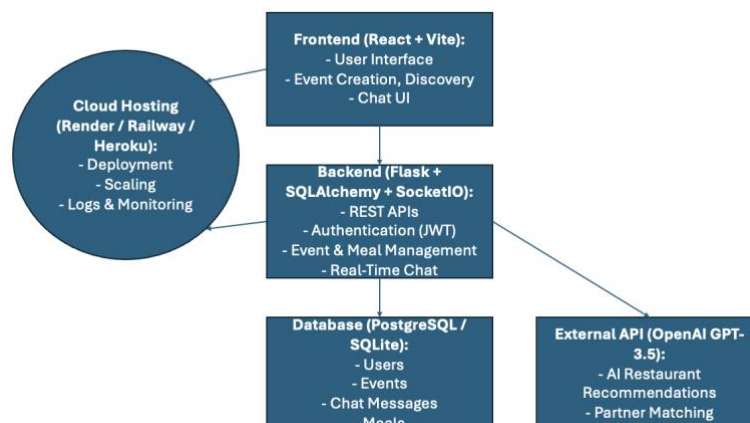 Frontend (React + Vite):
- User Interface
- Event Creation, Discovery
- Chat UI
Cloud Hosting
(Render / Railway /
Heroku):
- Deployment
- Scaling
- Logs & Monitoring
Backend (Flask +
SQLAlchemy + SocketIO):
- REST APIs
- Authentication (JWT)
- Event & Meal Management
- Real-Time Chat
Database (PostgreSQL /
SQLite):
- Users
- Events
- Chat Messages
External API (OpenAI GPT-
3.5):
- AI Restaurant
Recommendations
- Partner Matching